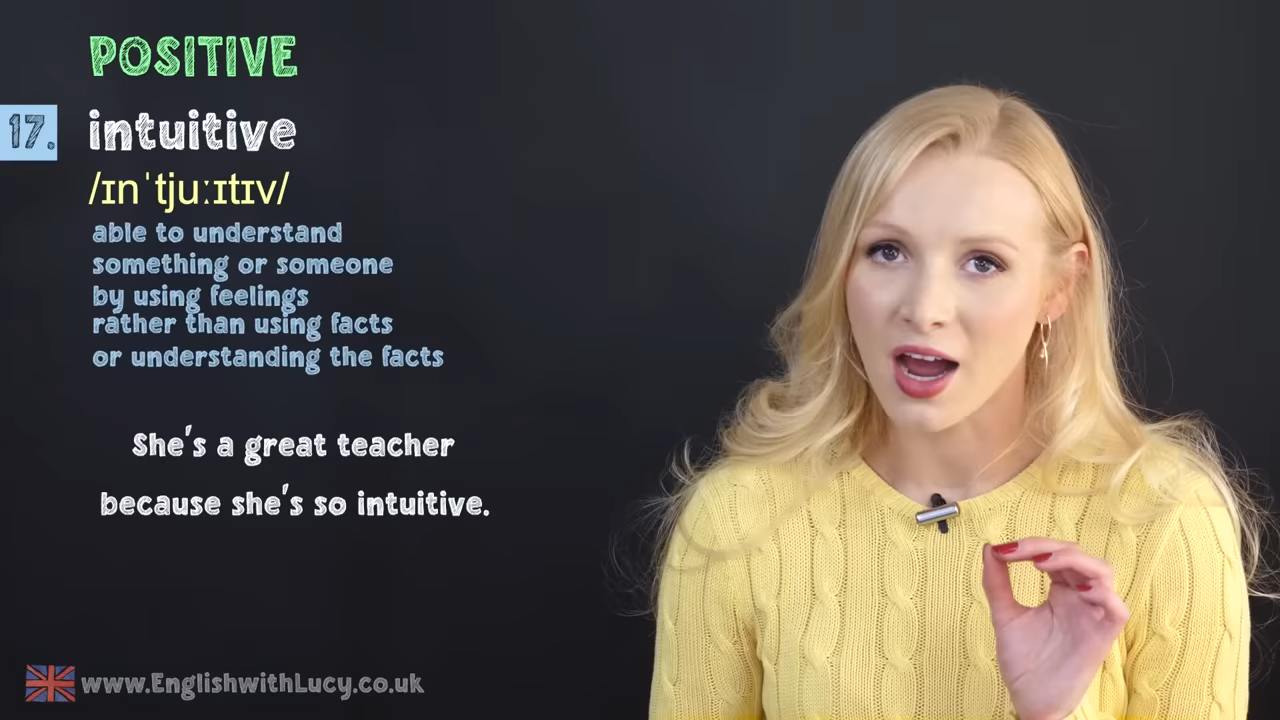 POSITIVE
17. intuitive
/ɪnˈtjuːɪtɪv/
able to understand
something or someone
by using feelings
rather than using facts
or understanding the facts
She's a great teacher
because she's so intuitive.
www.EnglishwithLucy.co.uk